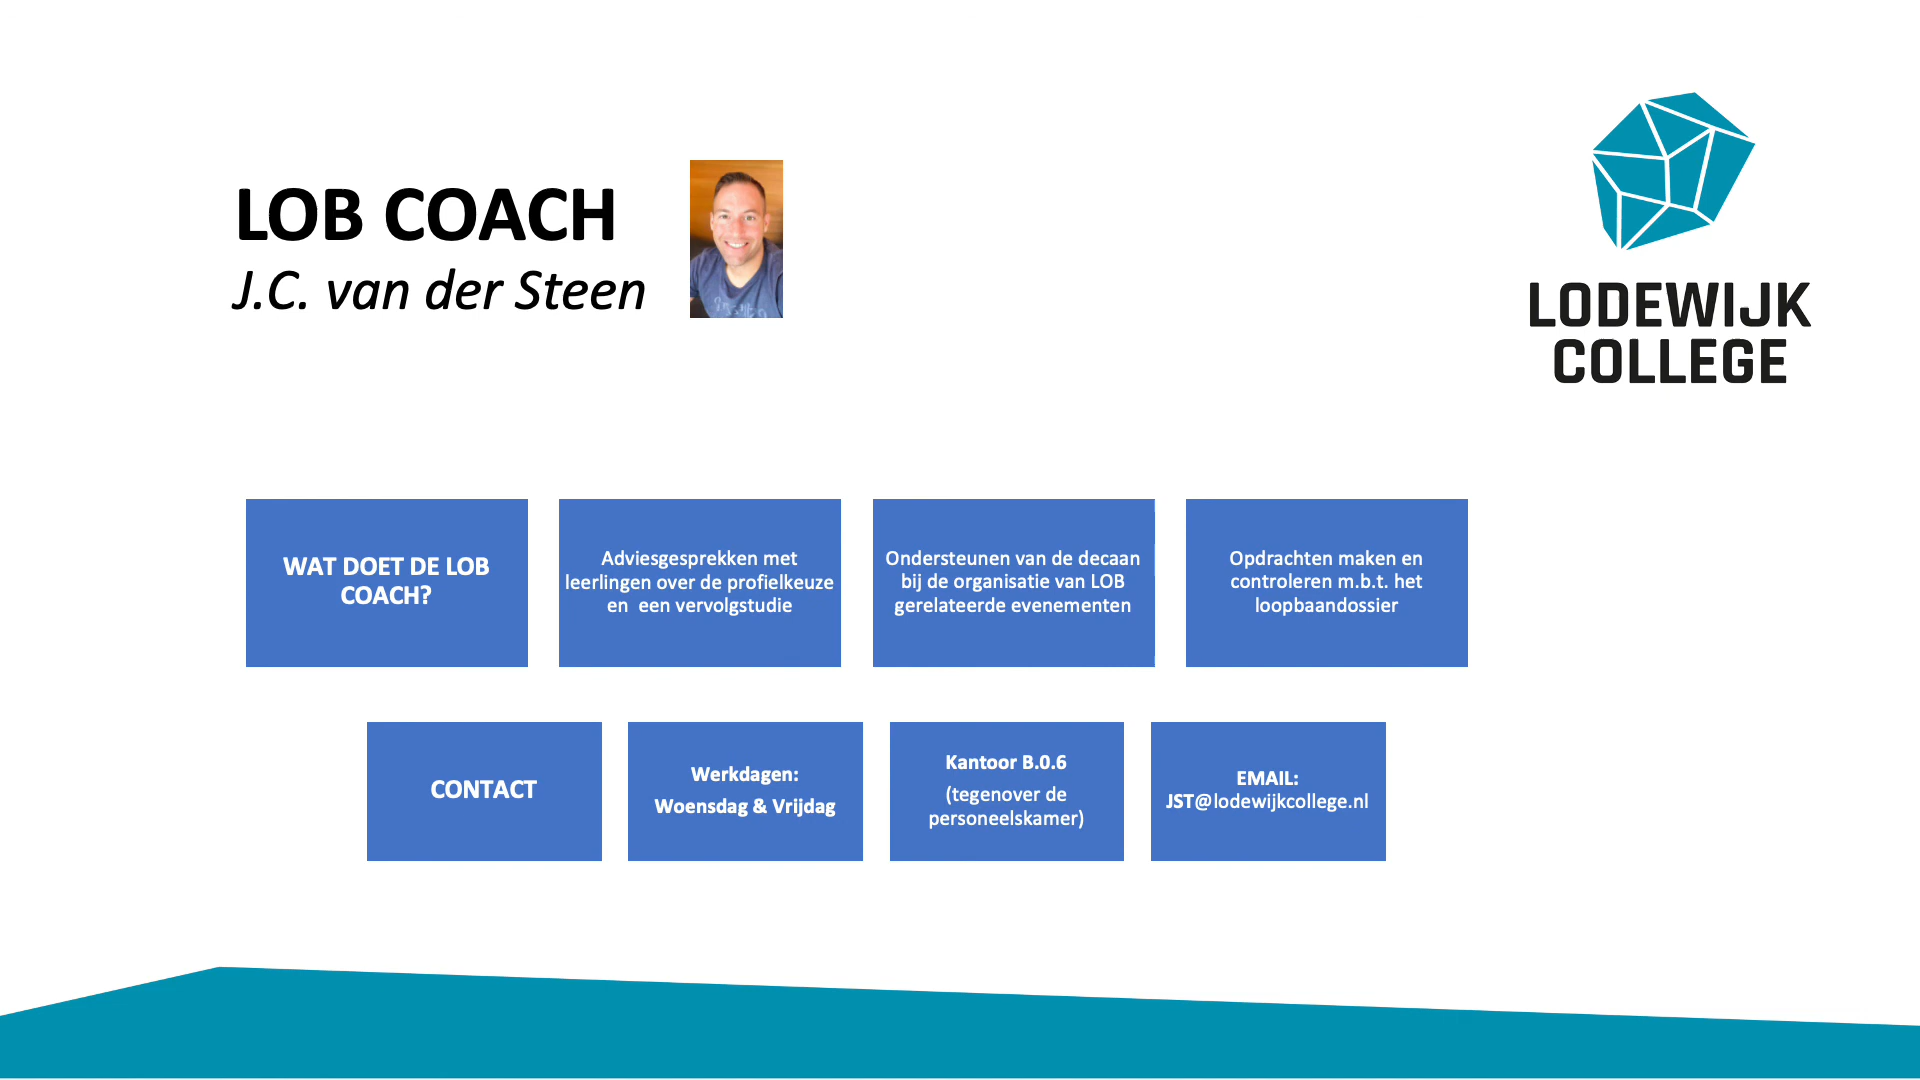 LOB COACH
J.C. van der Steen
LODEWIJK
COLLEGE
WAT DOET DE LOB
COACH?
Adviesgesprekken met
leerlingen over de profielkeuze
en  een vervolgstudie
Ondersteunen van de decaan
bij de organisatie van LOB
gerelateerde evenementen
Opdrachten maken en
controleren m.b.t. het
loopbaandossier
CONTACT
Werkdagen:
Woensdag & Vrijdag
Kantoor B.0.6
(tegenover de
personeelskamer)
EMAIL:
JST@lodewijkcollege.nl